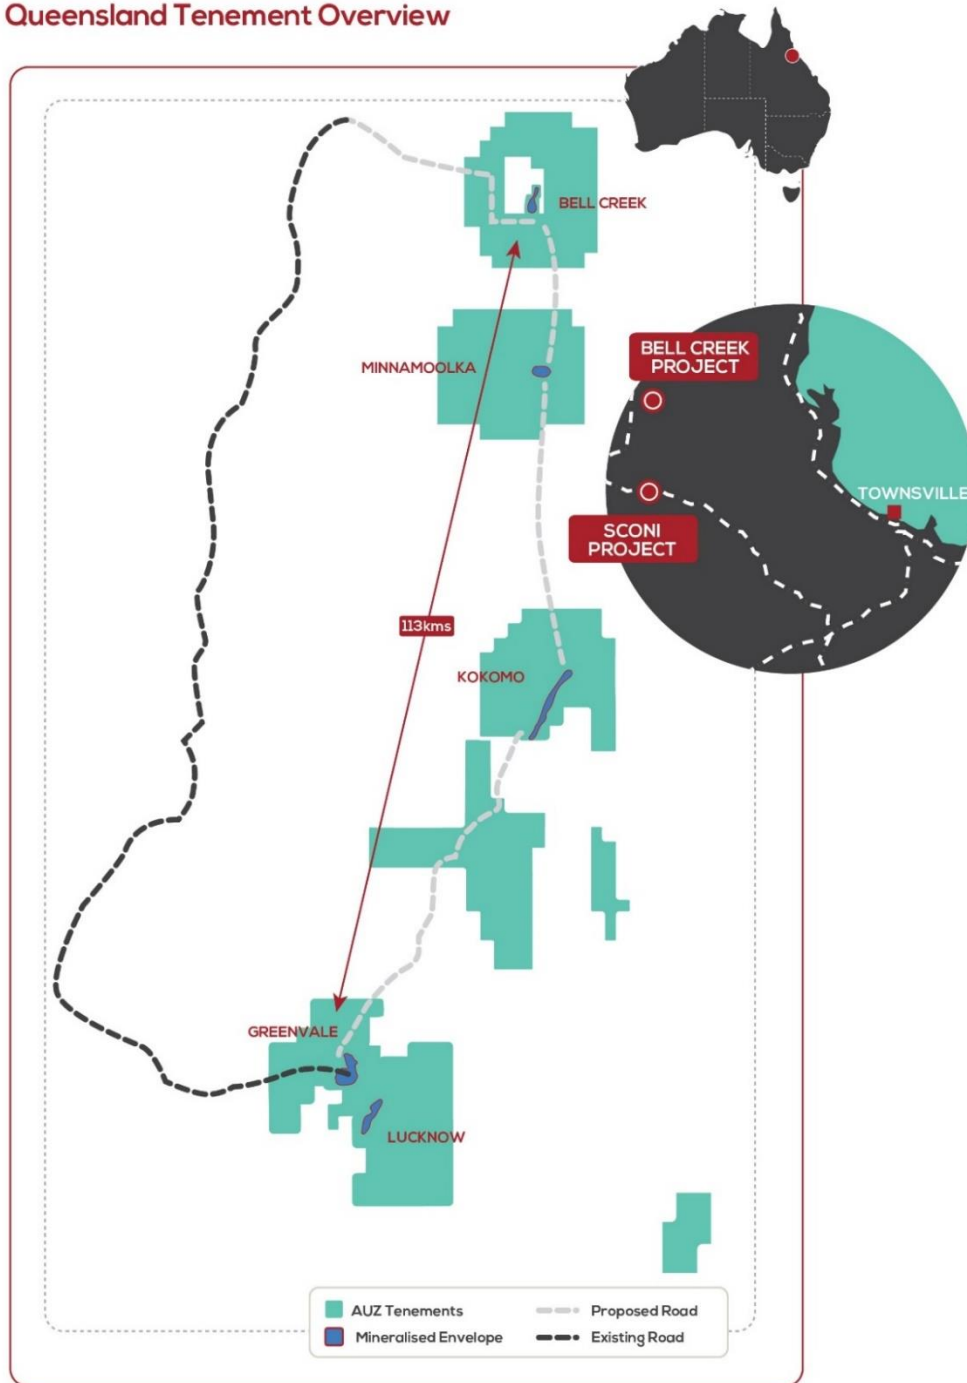 Queensland Tenement Overview
BELL CREEK
MINNAMOOLKA
BELL CREEK
PROJECT
TOWNSVILLE
SCONI
PROJECT
113kms
KOKOMO
GREENVALE
LUCKNOW
AUZ Tenements
Proposed Road
Mineralised Envelope
Existing Road